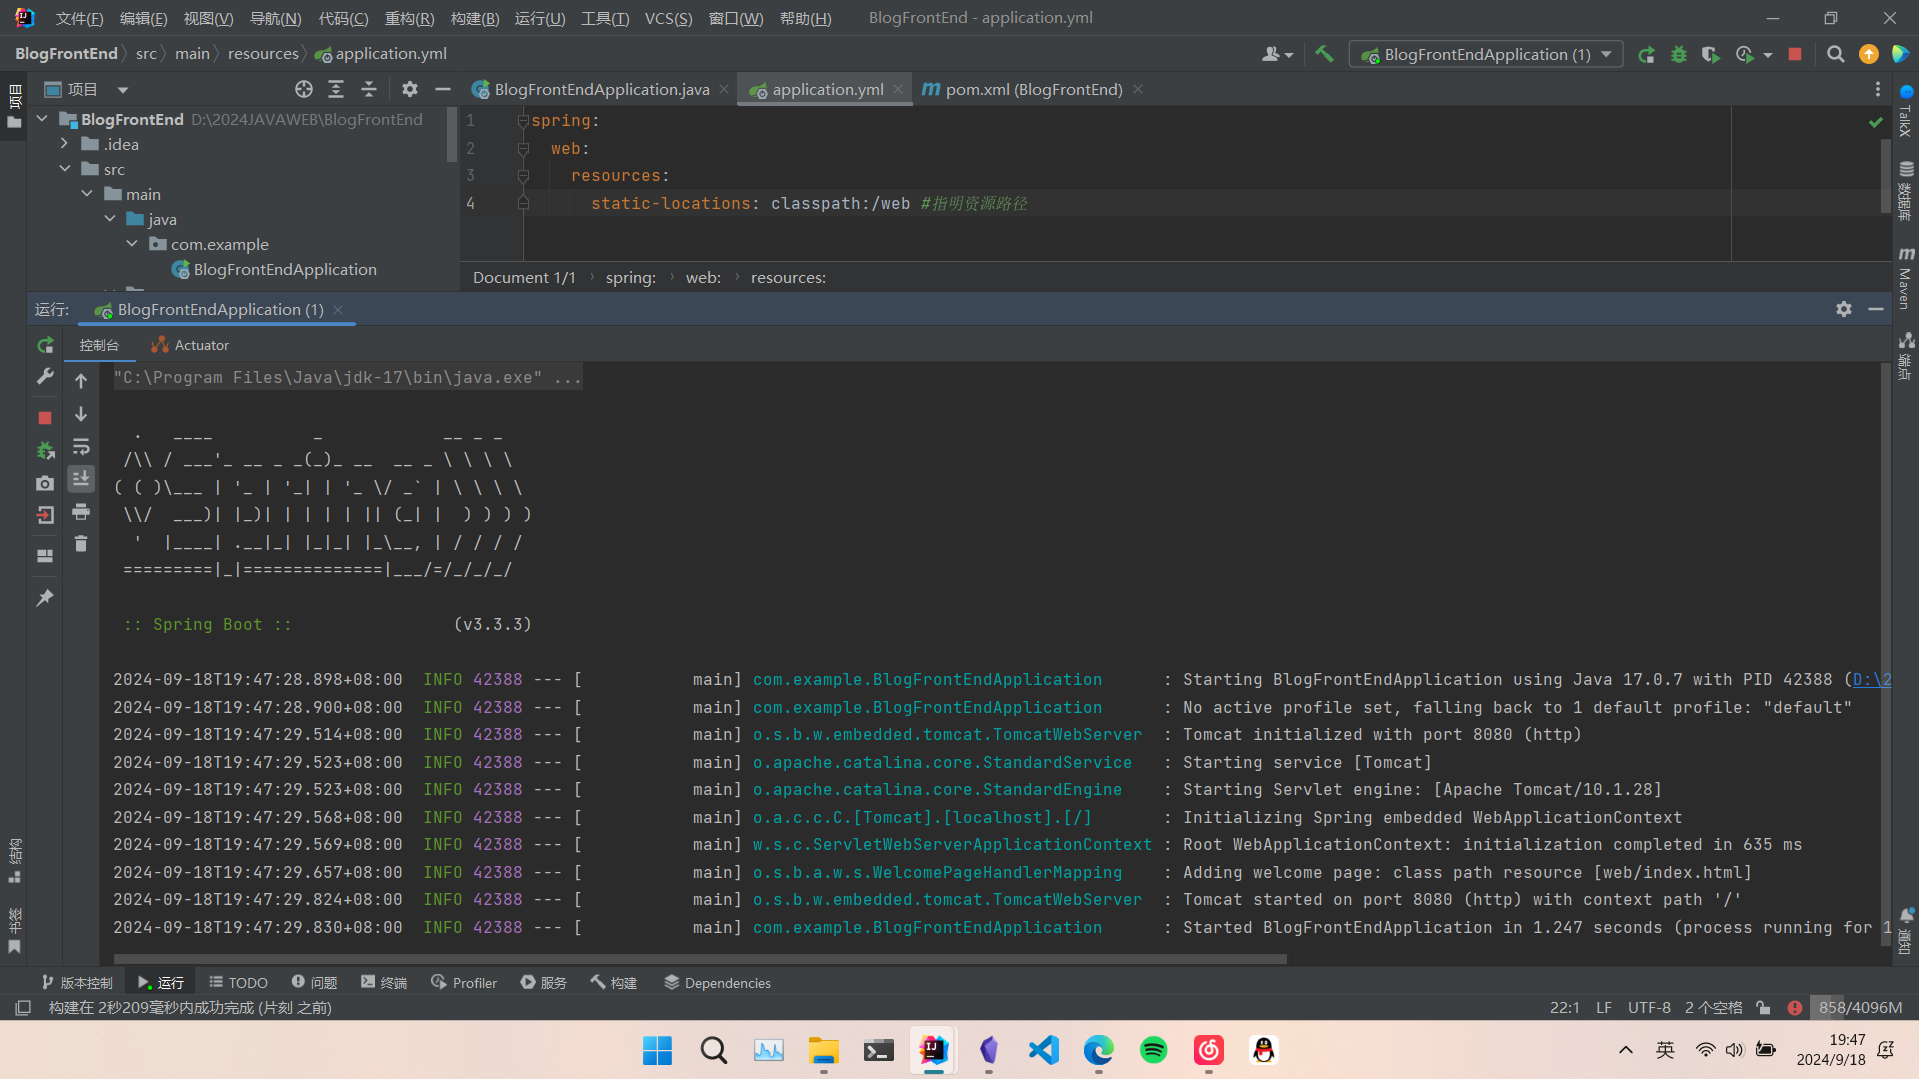 文件(F) 编辑(E) 视图(V) 导航(N) 代码(C) 重构(R) 构建(B) 运行(U) 工具(T) VCS(S) 窗口(W) 帮助(H) BlogFrontEnd - application.yml
BlogFrontEnd src main resources application.yml BlogFrontEndApplication (1)
项目 BlogFrontEndApplication.java application.yml pom.xml (BlogFrontEnd)
项目
BlogFrontEnd D:\2024JAVAWEB\BlogFrontEnd
.idea
src
main
java
com.example
BlogFrontEndApplication
1 spring:
2 web:
3 resources:
4 static-locations: classpath:/web #指明资源路径
Document 1/1 spring: web: resources:
TalkX
数据库
Maven
端点
通知
运行: BlogFrontEndApplication (1)
控制台 Actuator
"C:\Program Files\Java\jdk-17\bin\java.exe" ...
  .   ____          _            __ _ _
 /\\ / ___'_ __ _ _(_)_ __  __ _ \ \ \ \
( ( )\___ | '_ | '_| | '_ \/ _` | \ \ \ \
 \\/  ___)| |_)| | | | | || (_| |  ) ) ) )
  '  |____| .__|_| |_|_| |_\__, | / / / /
 =========|_|==============|___/=/_/_/_/
:: Spring Boot :: (v3.3.3)
2024-09-18T19:47:28.898+08:00 INFO 42388 --- [ main] com.example.BlogFrontEndApplication : Starting BlogFrontEndApplication using Java 17.0.7 with PID 42388 (D:\2
2024-09-18T19:47:28.900+08:00 INFO 42388 --- [ main] com.example.BlogFrontEndApplication : No active profile set, falling back to 1 default profile: "default"
2024-09-18T19:47:29.514+08:00 INFO 42388 --- [ main] o.s.b.w.embedded.tomcat.TomcatWebServer : Tomcat initialized with port 8080 (http)
2024-09-18T19:47:29.523+08:00 INFO 42388 --- [ main] o.apache.catalina.core.StandardService : Starting service [Tomcat]
2024-09-18T19:47:29.523+08:00 INFO 42388 --- [ main] o.apache.catalina.core.StandardEngine : Starting Servlet engine: [Apache Tomcat/10.1.28]
2024-09-18T19:47:29.568+08:00 INFO 42388 --- [ main] o.a.c.c.C.[Tomcat].[localhost].[/] : Initializing Spring embedded WebApplicationContext
2024-09-18T19:47:29.569+08:00 INFO 42388 --- [ main] w.s.c.ServletWebServerApplicationContext : Root WebApplicationContext: initialization completed in 635 ms
2024-09-18T19:47:29.657+08:00 INFO 42388 --- [ main] o.s.b.a.w.s.WelcomePageHandlerMapping : Adding welcome page: class path resource [web/index.html]
2024-09-18T19:47:29.824+08:00 INFO 42388 --- [ main] o.s.b.w.embedded.tomcat.TomcatWebServer : Tomcat started on port 8080 (http) with context path '/'
2024-09-18T19:47:29.830+08:00 INFO 42388 --- [ main] com.example.BlogFrontEndApplication : Started BlogFrontEndApplication in 1.247 seconds (process running for 1
结构
书签
版本控制 运行 TODO 问题 终端 Profiler 服务 构建 Dependencies
构建在 2秒209毫秒内成功完成 (片刻 之前) 22:1 LF UTF-8 2 个空格 858/4096M
英 19:47
2024/9/18